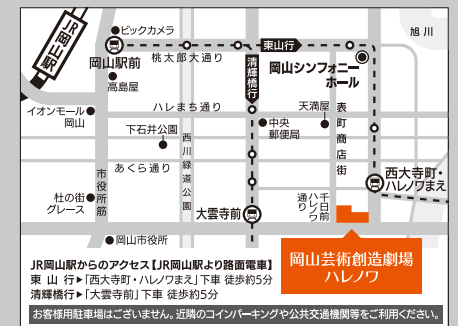 ビックカメラ
旭川
JR岡山駅
東山行
岡山駅前
桃太郎大通り
岡山シンフォニー
ホール
高島屋
清輝橋行
イオンモール
岡山
ハレまち通り
天満屋
表町商店街
下石井公園
中央
郵便局
西川緑道公園
あくら通り
西大寺町・
ハレノワまえ
市役所筋
杜の街
グレース
千日前
ハレノワ
通り
大雲寺前
岡山市役所
岡山芸術創造劇場
ハレノワ
JR岡山駅からのアクセス【JR岡山駅より路面電車】
東山行▶「西大寺町・ハレノワまえ」下車 徒歩約5分
清輝橋行▶「大雲寺前」下車 徒歩約5分
お客様用駐車場はございません。近隣のコインパーキングや公共交通機関等をご利用ください。